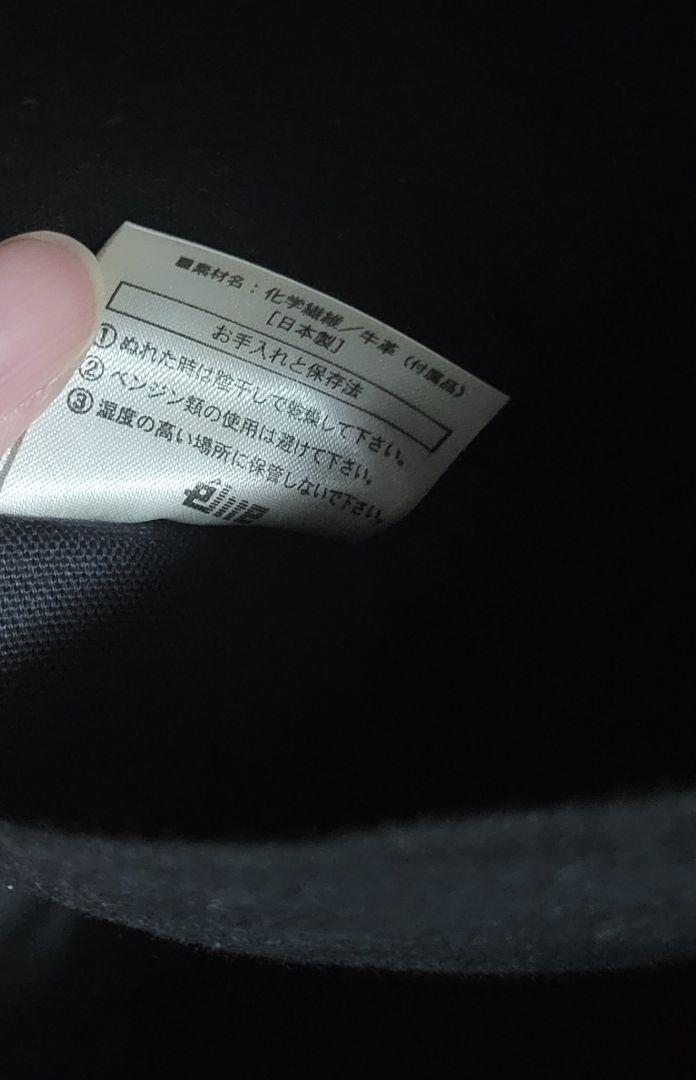 ■素材名：化学繊維／牛革（付属品）
［日本製］
お手入れと保存法
①ぬれた時は陰干しで乾燥して下さい。
②ベンジン類の使用は避けて下さい。
③湿度の高い場所に保管しないで下さい。
elite